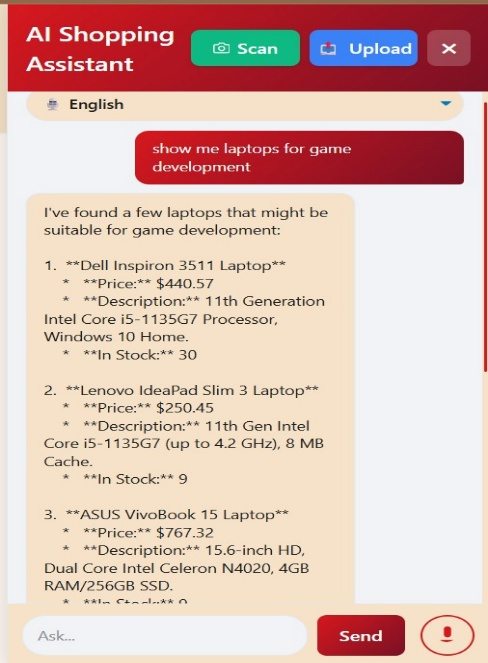 AI Shopping
Assistant
Scan
Upload
×
English
show me laptops for game
development
I've found a few laptops that might be
suitable for game development:
1. **Dell Inspiron 3511 Laptop**
* **Price:** $440.57
* **Description:** 11th Generation
Intel Core i5-1135G7 Processor,
Windows 10 Home.
* **In Stock:** 30
2. **Lenovo IdeaPad Slim 3 Laptop**
* **Price:** $250.45
* **Description:** 11th Gen Intel
Core i5-1135G7 (up to 4.2 GHz), 8 MB
Cache.
* **In Stock:** 9
3. **ASUS VivoBook 15 Laptop**
* **Price:** $767.32
* **Description:** 15.6-inch HD,
Dual Core Intel Celeron N4020, 4GB
RAM/256GB SSD.
* **In Stock:**
Ask...
Send